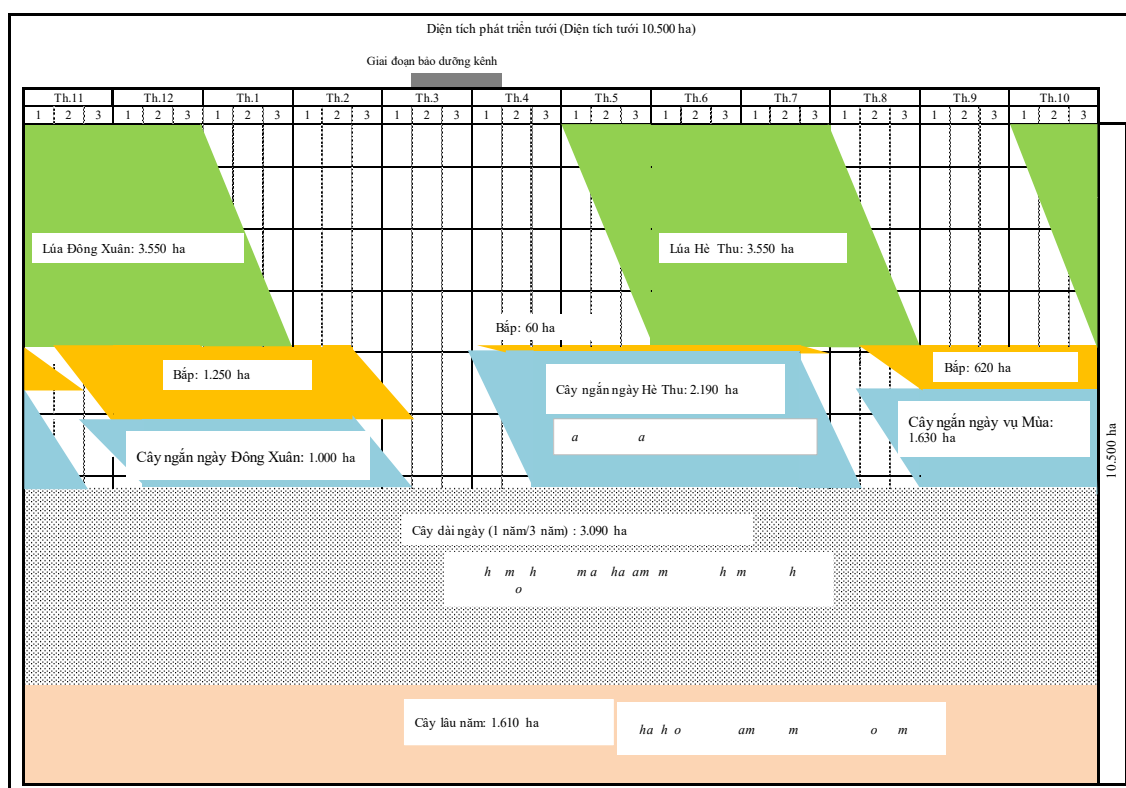 Diện tích phát triển tưới (Diện tích tưới 10.500 ha)
Giai đoạn bảo dưỡng kênh
Th.11 Th.12 Th.1 Th.2 Th.3 Th.4 Th.5 Th.6 Th.7 Th.8 Th.9 Th.10
1 2 3 1 2 3 1 2 3 1 2 3 1 2 3 1 2 3 1 2 3 1 2 3 1 2 3 1 2 3 1 2 3 1 2 3
Lúa Đông Xuân: 3.550 ha
Lúa Hè Thu: 3.550 ha
Bắp: 60 ha
Bắp: 1.250 ha
Bắp: 620 ha
Cây ngắn ngày Hè Thu: 2.190 ha
Cây ngắn ngày vụ Mùa:
1.630 ha
a a
Cây ngắn ngày Đông Xuân: 1.000 ha
10.500 ha
Cây dài ngày (1 năm/3 năm) : 3.090 ha
h m h m a ha am m h m h
o
Cây lâu năm: 1.610 ha
ha h o am m o m